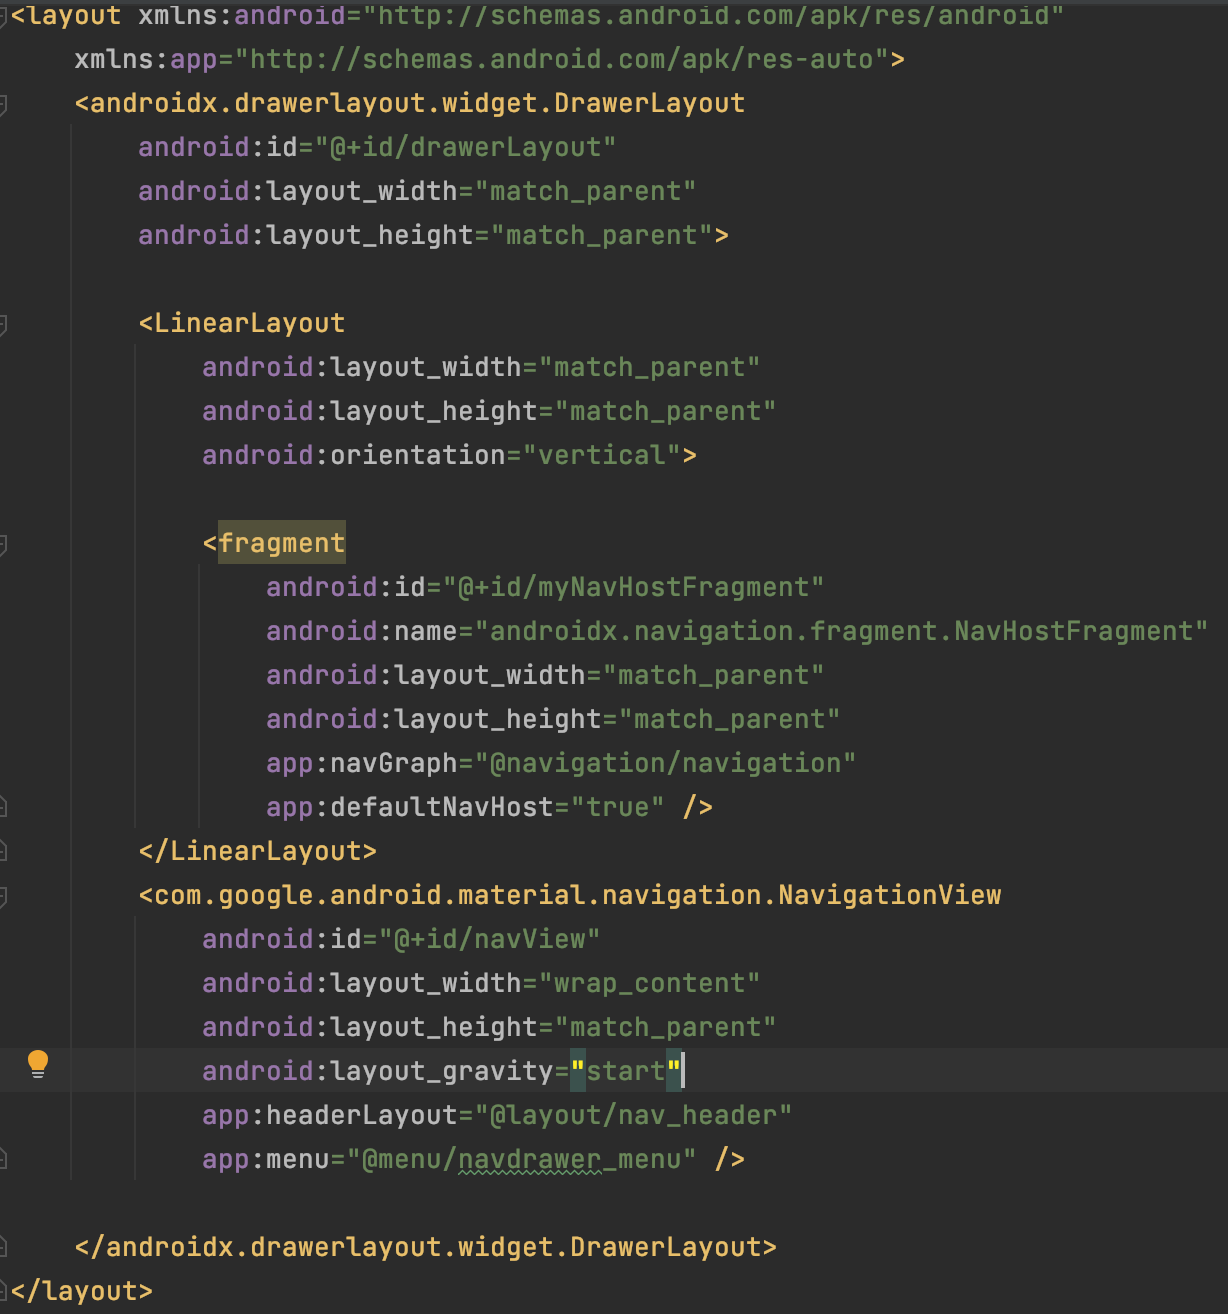 <layout xmlns:android="http://schemas.android.com/apk/res/android"
    xmlns:app="http://schemas.android.com/apk/res-auto">
    <androidx.drawerlayout.widget.DrawerLayout
        android:id="@+id/drawerLayout"
        android:layout_width="match_parent"
        android:layout_height="match_parent">

        <LinearLayout
            android:layout_width="match_parent"
            android:layout_height="match_parent"
            android:orientation="vertical">

            <fragment
                android:id="@+id/myNavHostFragment"
                android:name="androidx.navigation.fragment.NavHostFragment"
                android:layout_width="match_parent"
                android:layout_height="match_parent"
                app:navGraph="@navigation/navigation"
                app:defaultNavHost="true" />
        </LinearLayout>
        <com.google.android.material.navigation.NavigationView
            android:id="@+id/navView"
            android:layout_width="wrap_content"
            android:layout_height="match_parent"
            android:layout_gravity="start"
            app:headerLayout="@layout/nav_header"
            app:menu="@menu/navdrawer_menu" />

    </androidx.drawerlayout.widget.DrawerLayout>
</layout>